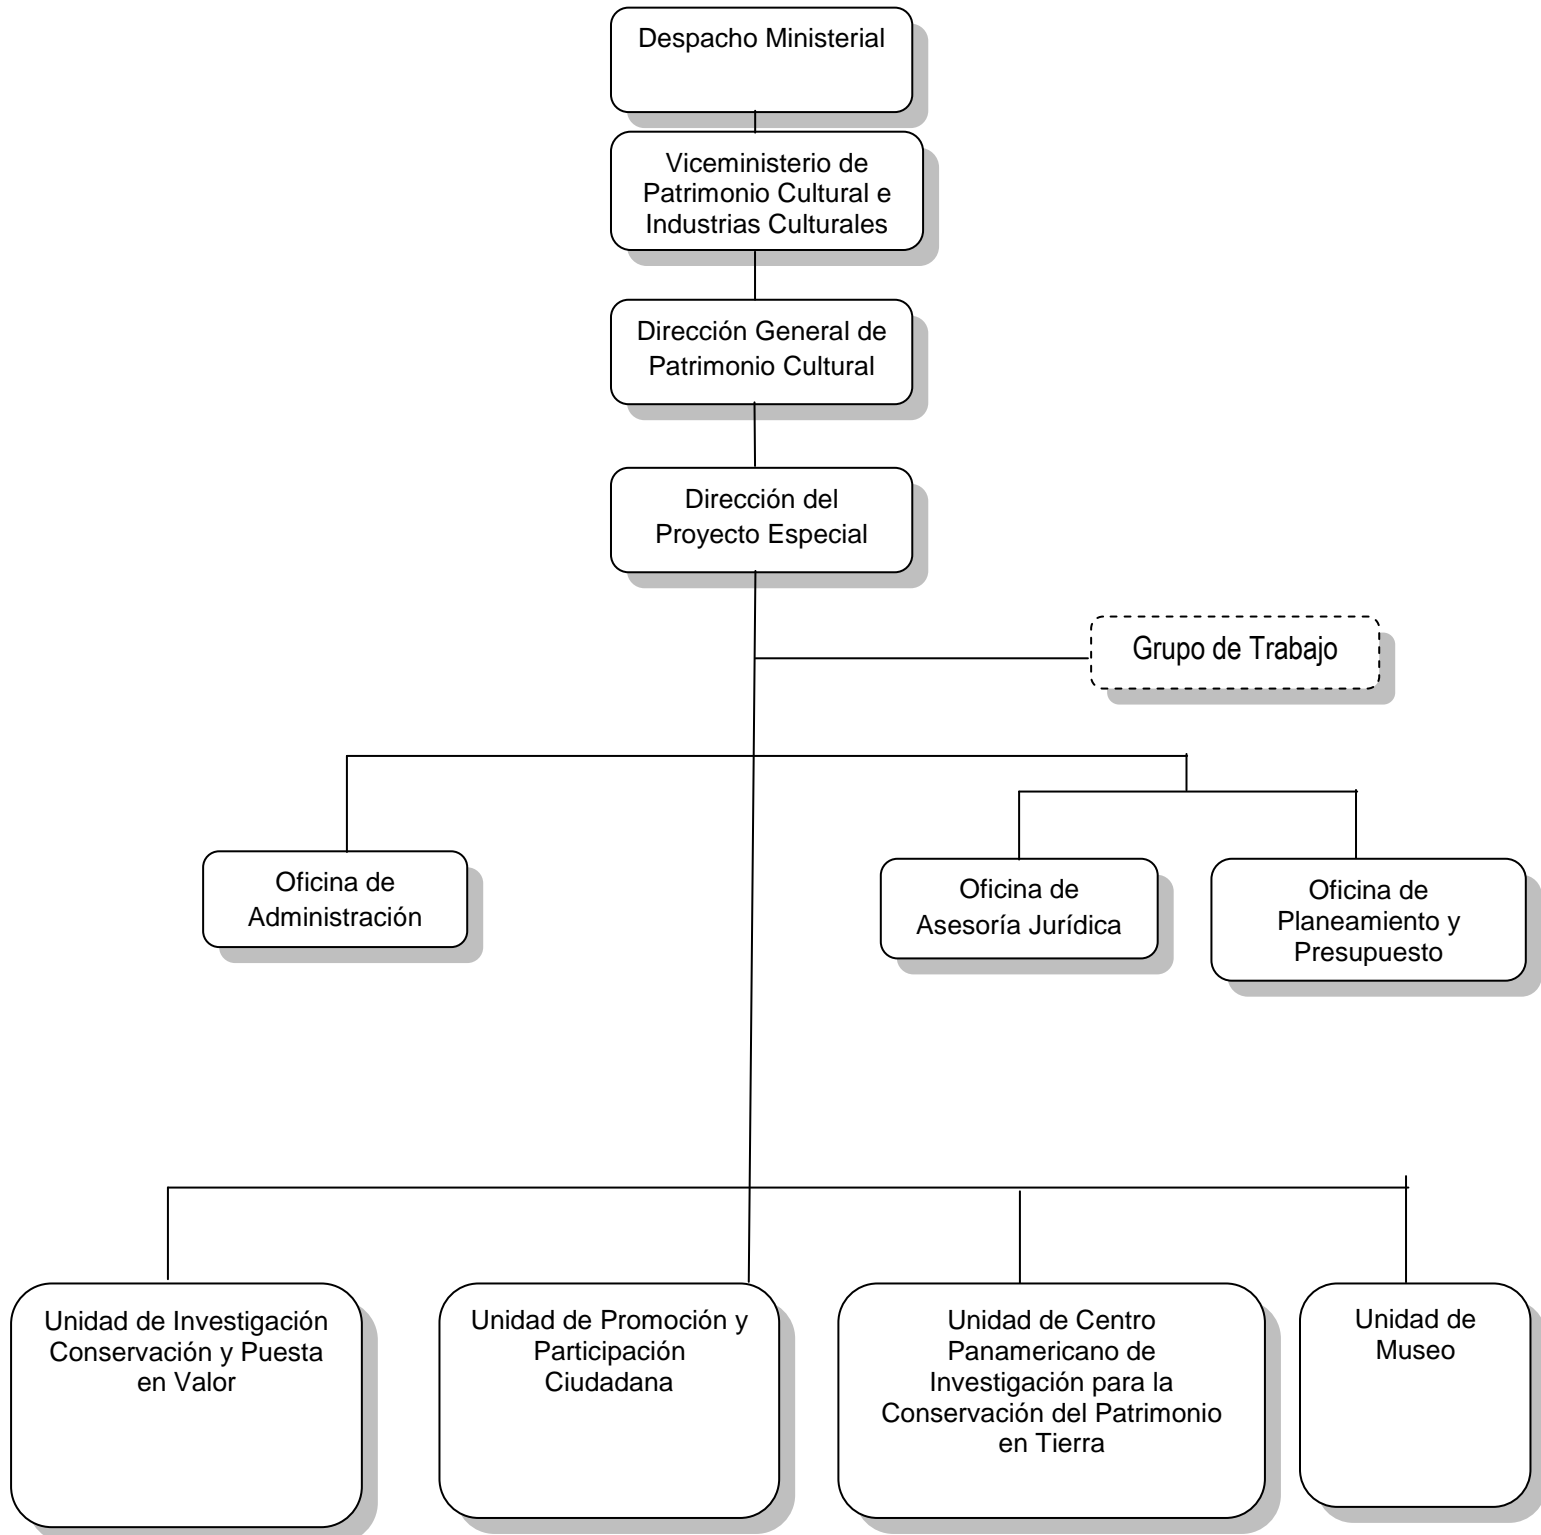 Despacho Ministerial
Viceministerio de
Patrimonio Cultural e
Industrias Culturales
Dirección General de
Patrimonio Cultural
Dirección del
Proyecto Especial
Grupo de Trabajo
Oficina de
Administración
Oficina de
Asesoría Jurídica
Oficina de
Planeamiento y
Presupuesto
Unidad de Investigación
Conservación y Puesta
en Valor
Unidad de Promoción y
Participación
Ciudadana
Unidad de Centro
Panamericano de
Investigación para la
Conservación del Patrimonio
en Tierra
Unidad de
Museo